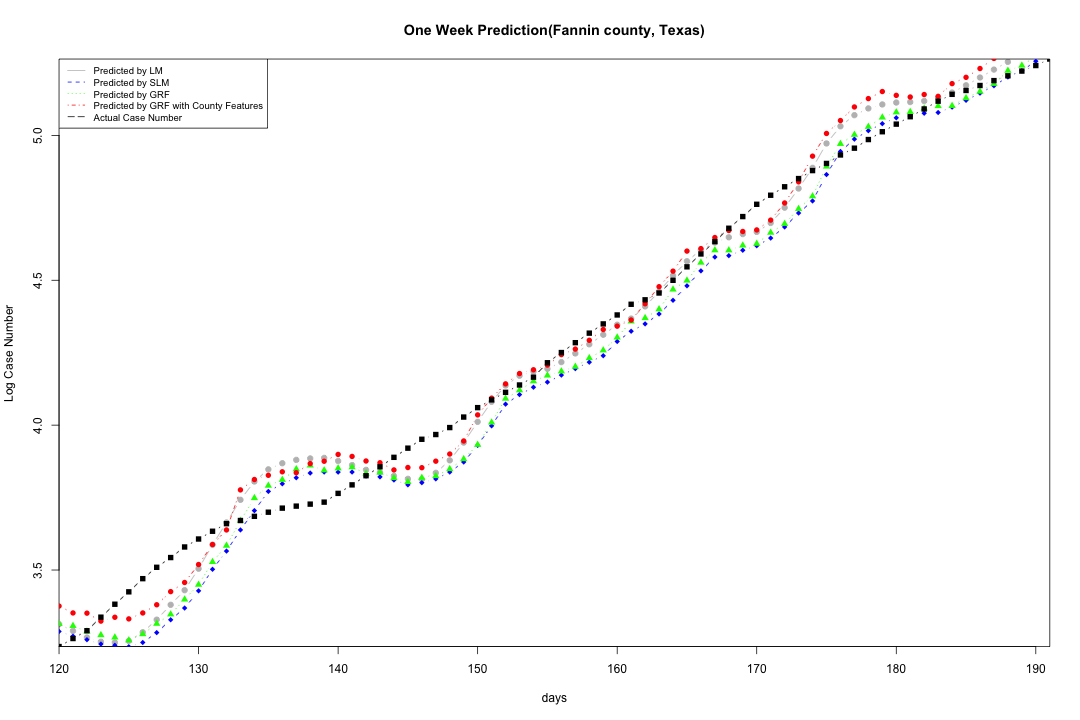 One Week Prediction(Fannin county, Texas)
Predicted by LM
Predicted by SLM
Predicted by GRF
Predicted by GRF with County Features
Actual Case Number
5.0
4.5
4.0
3.5
Log Case Number
120 130 140 150 160 170 180 190
days